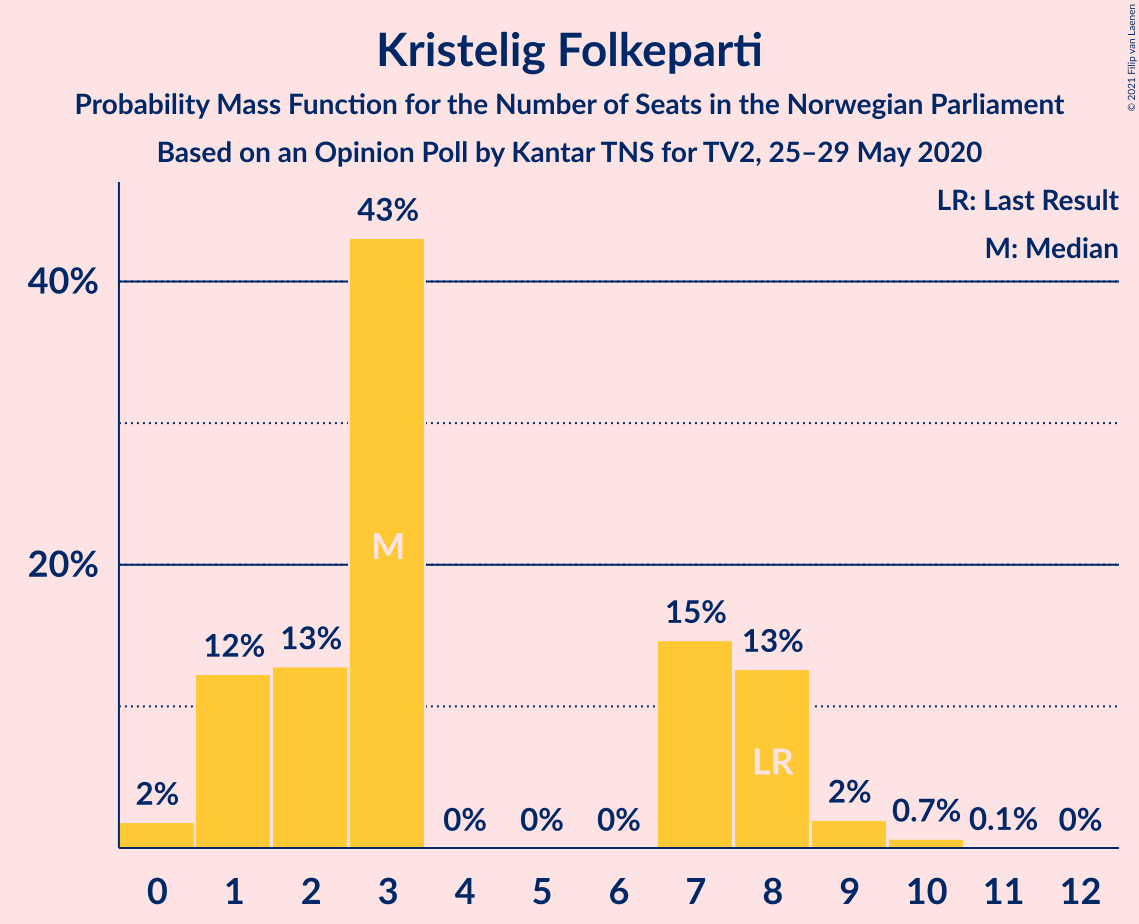 Kristelig Folkeparti
Probability Mass Function for the Number of Seats in the Norwegian Parliament
Based on an Opinion Poll by Kantar TNS for TV2, 25–29 May 2020
© 2021 Filip van Laenen
LR: Last Result
M: Median
43%
40%
M
20%
15%
12% 13% 13%
LR
2% 0% 0% 0% 2% 0.7% 0.1% 0%
0 1 2 3 4 5 6 7 8 9 10 11 12